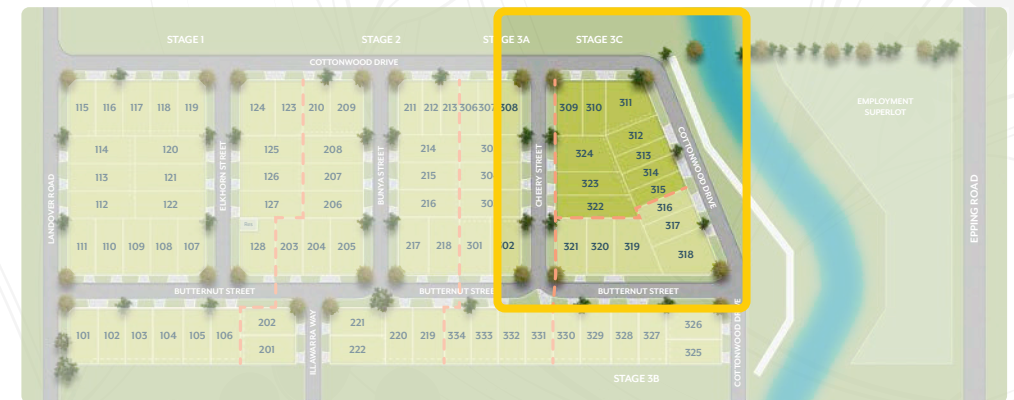 STAGE 1
STAGE 2
STAGE 3A
STAGE 3C
COTTONWOOD DRIVE
115 116 117 118 119
124 123 210 209
211 212 213 306 307 308
309 310 311
EMPLOYMENT
SUPERLOT
114 120
125 208
214 30
312
313
324
314
113 121
126 207
215 30
323
315
112 122
127 206
216 30
322
316
317
111 110 109 108 107
Res
128 203 204 205
217 218 301 302
321 320 319
318
LANDOVER ROAD
ELKHORN STREET
BUNYA STREET
CHEERY STREET
COTTONWOOD DRIVE
EPPING ROAD
BUTTERNUT STREET
BUTTERNUT STREET
BUTTERNUT STREET
101 102 103 104 105 106
202
201
ILLAWARRA WAY
221
222
220 219 334 333 332 331 330 329 328 327
326
325
COTTONWOOD DRIVE
STAGE 3B